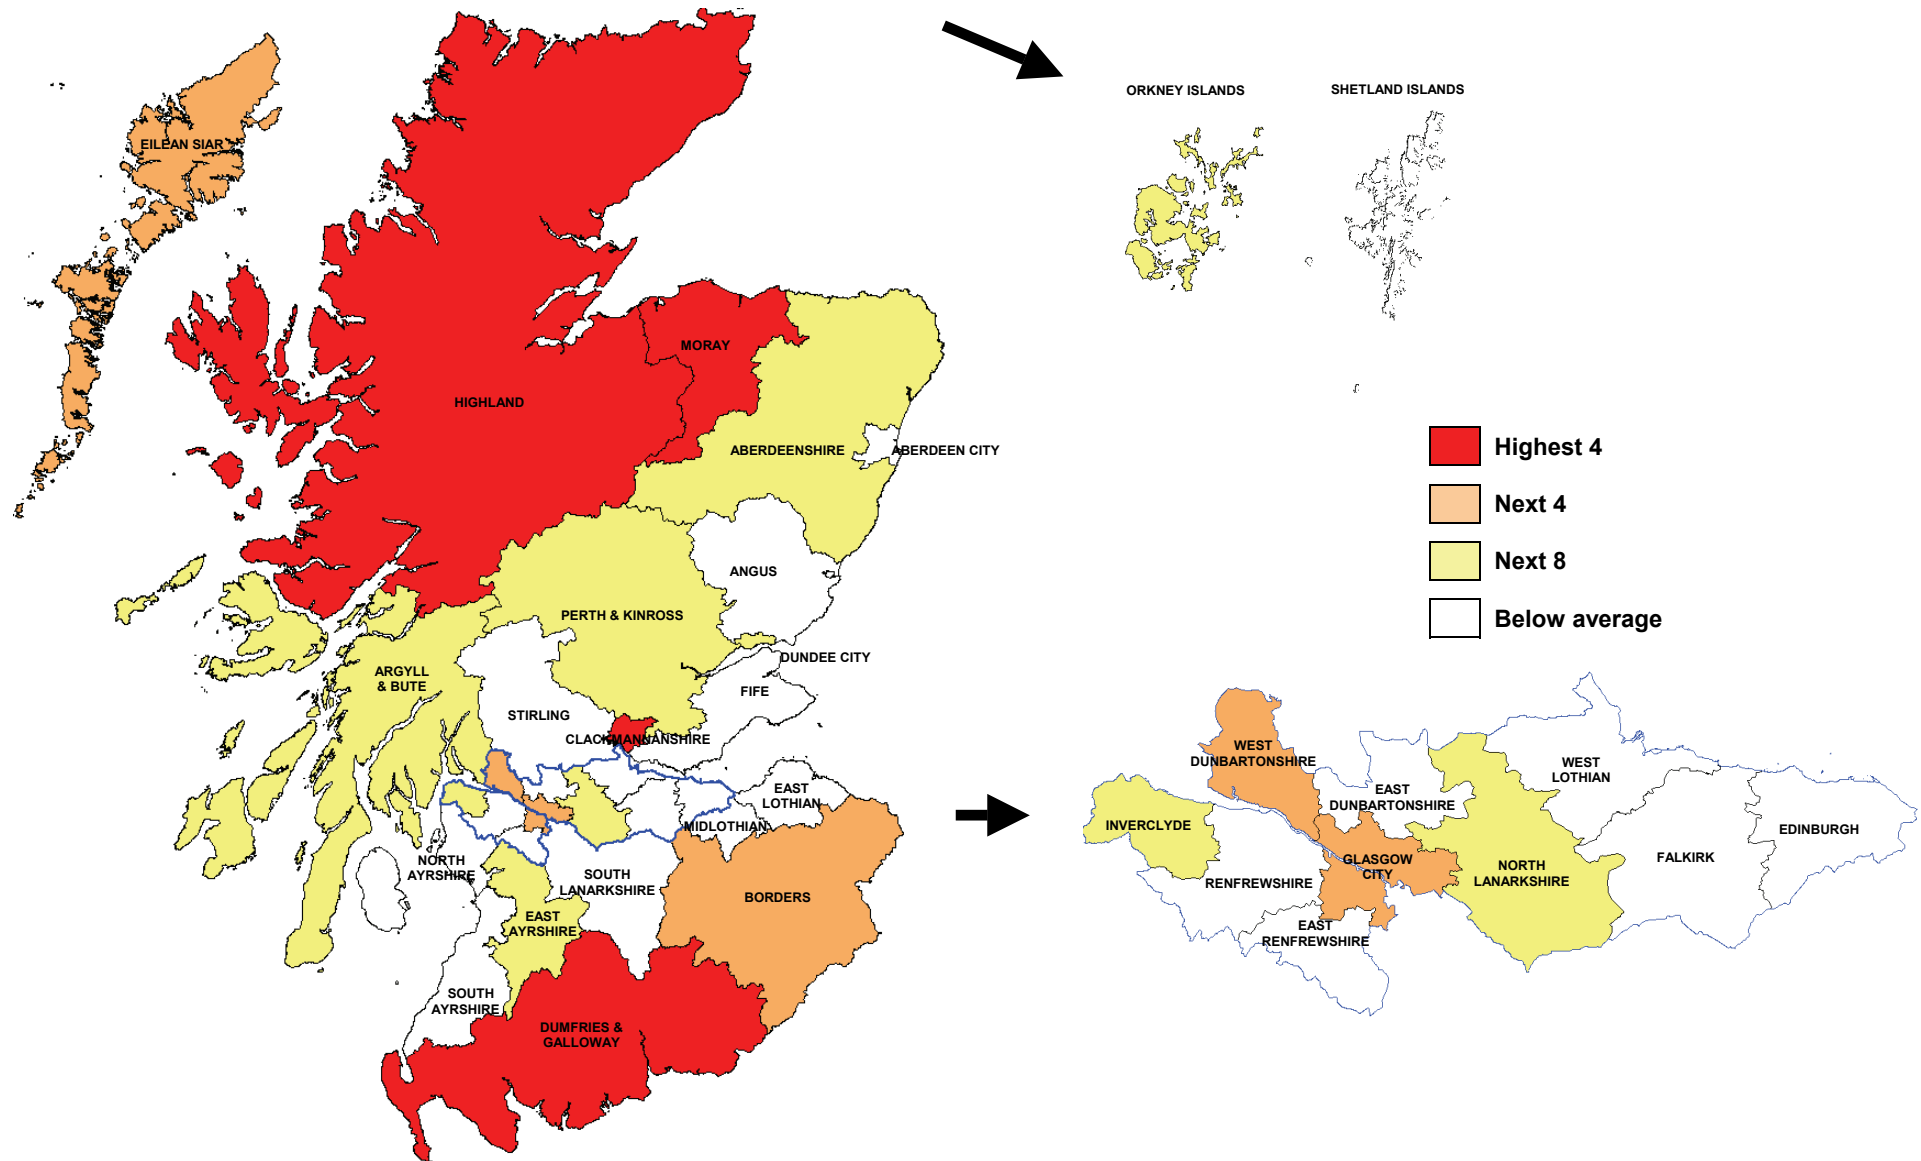 ORKNEY ISLANDS
SHETLAND ISLANDS
EILEAN SIAR
MORAY
HIGHLAND
ABERDEENSHIRE
ABERDEEN CITY
Highest 4
Next 4
Next 8
Below average
ANGUS
PERTH & KINROSS
DUNDEE CITY
ARGYLL
& BUTE
FIFE
STIRLING
CLACKMANNANSHIRE
EAST
LOTHIAN
MIDLOTHIAN
NORTH
AYRSHIRE
SOUTH
LANARKSHIRE
BORDERS
EAST
AYRSHIRE
SOUTH
AYRSHIRE
DUMFRIES &
GALLOWAY
WEST
DUNBARTONSHIRE
WEST
LOTHIAN
EAST
DUNBARTONSHIRE
INVERCLYDE
EDINBURGH
GLASGOW
CITY
FALKIRK
NORTH
LANARKSHIRE
RENFREWSHIRE
EAST
RENFREWSHIRE